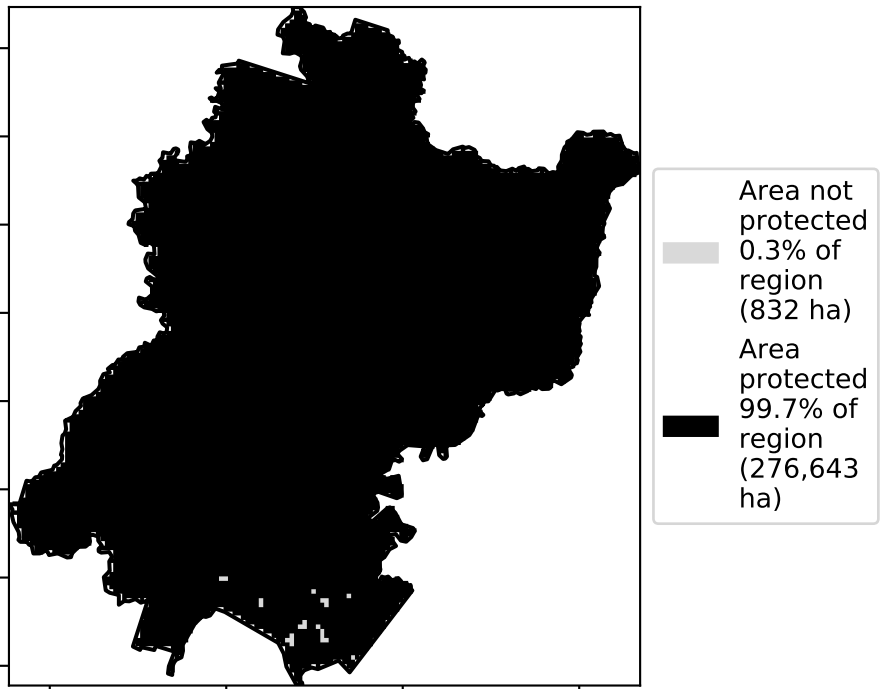 Area not
protected
0.3% of
region
(832 ha)
Area
protected
99.7% of
region
(276,643
ha)